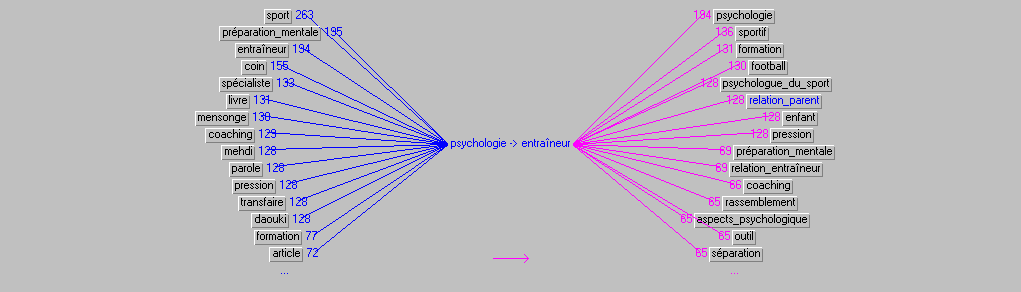 sport 263
préparation_mentale 195
entraîneur 194
coin 155
spécialiste 133
livre 131
mensonge 130
coaching 129
mehdi 128
parole 128
pression 128
transfaire 128
daouki 128
formation 77
article 72
...
psychologie -> entraîneur
194 psychologie
136 sportif
131 formation
130 football
128 psychologue_du_sport
128 relation_parent
128 enfant
128 pression
69 préparation_mentale
69 relation_entraîneur
66 coaching
65 rassemblement
65 aspects_psychologique
65 outil
65 séparation
...